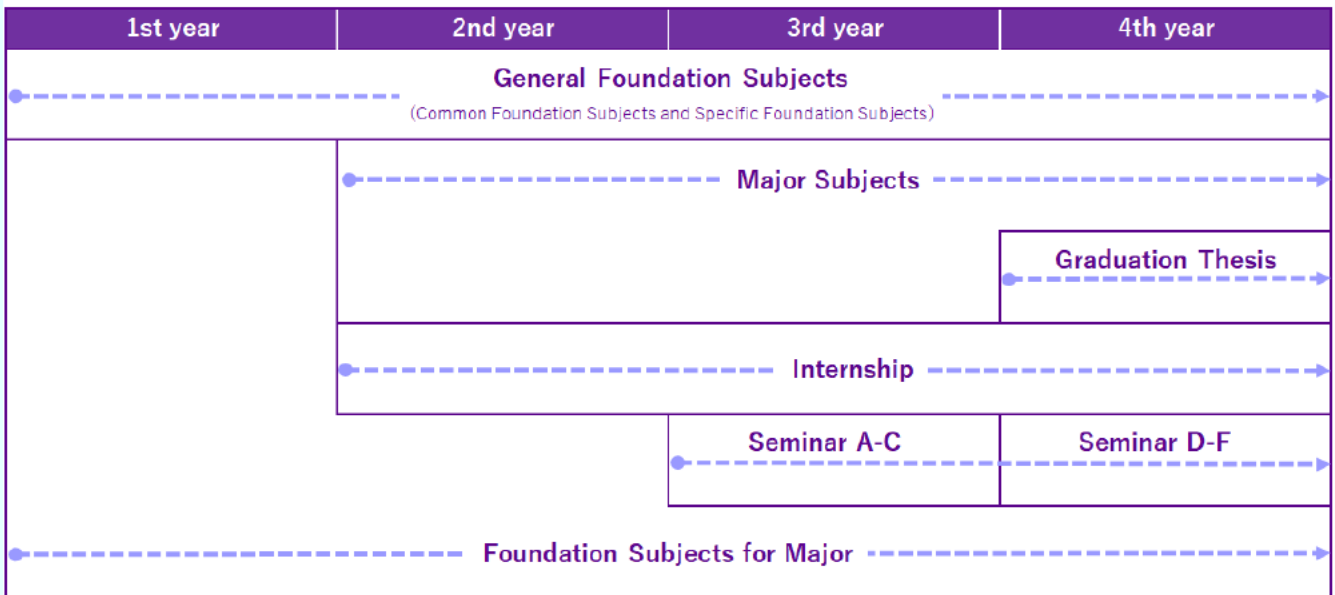 1st year 2nd year 3rd year 4th year
General Foundation Subjects
(Common Foundation Subjects and Specific Foundation Subjects)
Major Subjects
Graduation Thesis
Internship
Seminar A-C Seminar D-F
Foundation Subjects for Major